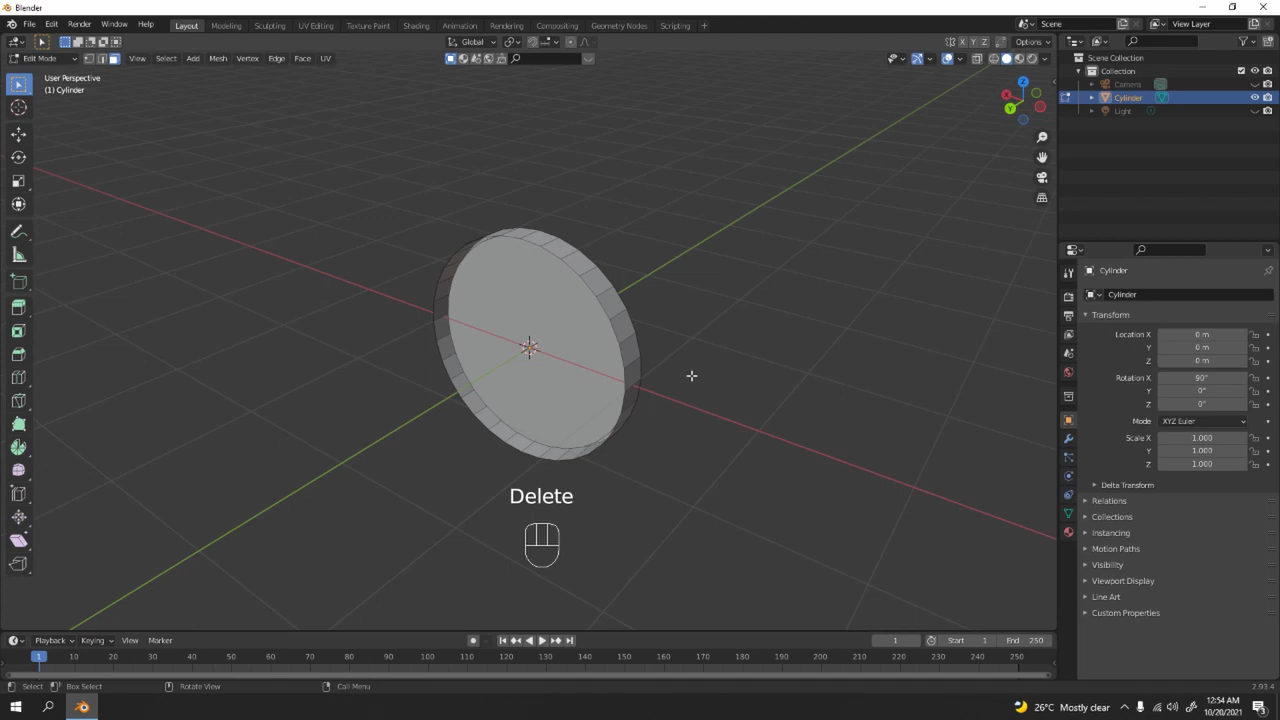 Blender
File Edit Render Window Help Layout Modeling Sculpting UV Editing Texture Paint Shading Animation Rendering Compositing Geometry Nodes Scripting + Scene View Layer
Global X Y Z Options
Edit Mode View Select Add Mesh Vertex Edge Face UV
User Perspective
(1) Cylinder
Scene Collection
Collection
Camera
Cylinder
Light
Z
X
Y
Cylinder
Cylinder
Transform
Location X 0 m
Y 0 m
Z 0 m
Rotation X 90°
Y 0°
Z 0°
Mode XYZ Euler
Scale X 1.000
Y 1.000
Z 1.000
Delta Transform
Relations
Collections
Instancing
Motion Paths
Visibility
Viewport Display
Line Art
Custom Properties
Delete
Playback Keying View Marker 1 Start 1 End 250
1 10 20 30 40 50 60 70 80 90 100 110 120 130 140 150 160 170 180 190 200 210 220 230 240 250
Select Box Select Rotate View Call Menu 2.93.4
26°C Mostly clear 12:54 AM
10/20/2021
3